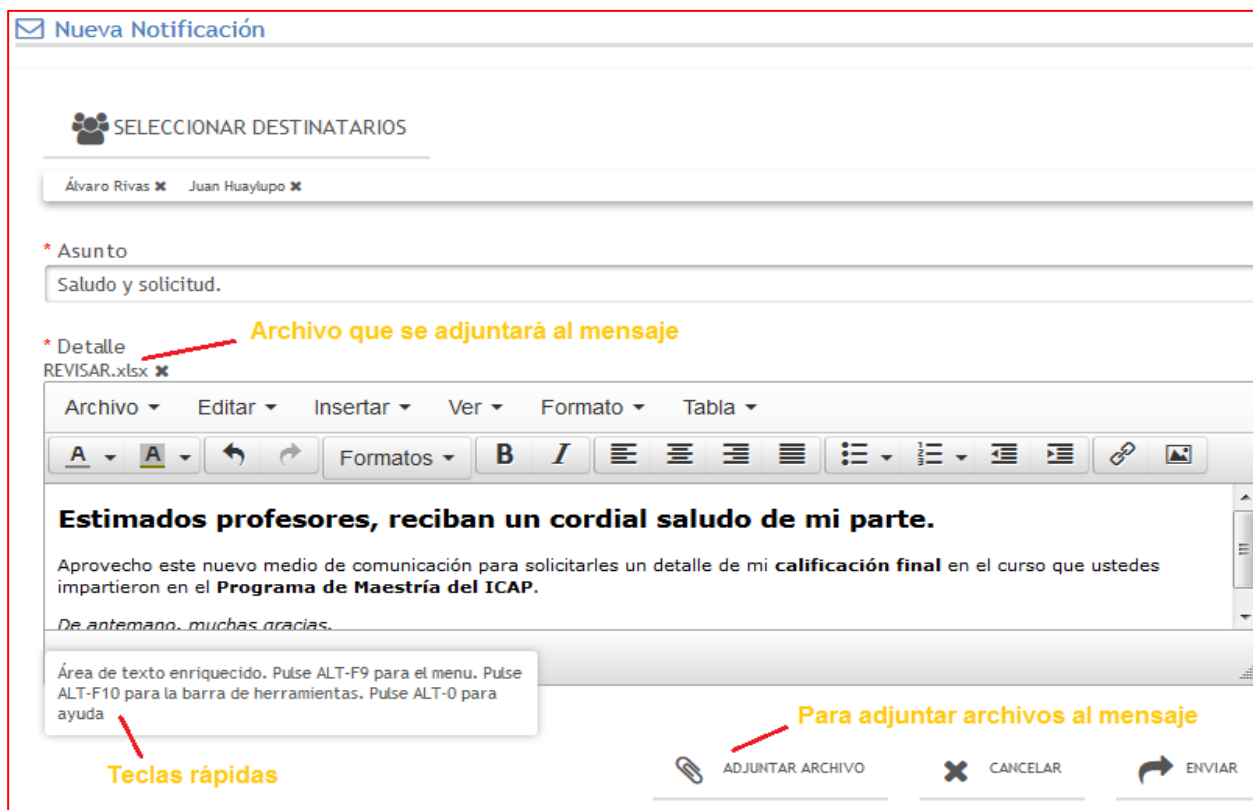 Nueva Notificación
SELECCIONAR DESTINATARIOS
Álvaro Rivas ✖ Juan Huaylupo ✖
* Asunto
Saludo y solicitud.
Archivo que se adjuntará al mensaje
* Detalle
REVISAR.xlsx ✖
Archivo Editar Insertar Ver Formato Tabla
A A Formatos B I
Estimados profesores, reciban un cordial saludo de mi parte.
Aprovecho este nuevo medio de comunicación para solicitarles un detalle de mi calificación final en el curso que ustedes
impartieron en el Programa de Maestría del ICAP.
De antemano, muchas gracias.
Área de texto enriquecido. Pulse ALT-F9 para el menu. Pulse
ALT-F10 para la barra de herramientas. Pulse ALT-0 para
ayuda
Para adjuntar archivos al mensaje
Teclas rápidas
ADJUNTAR ARCHIVO CANCELAR ENVIAR